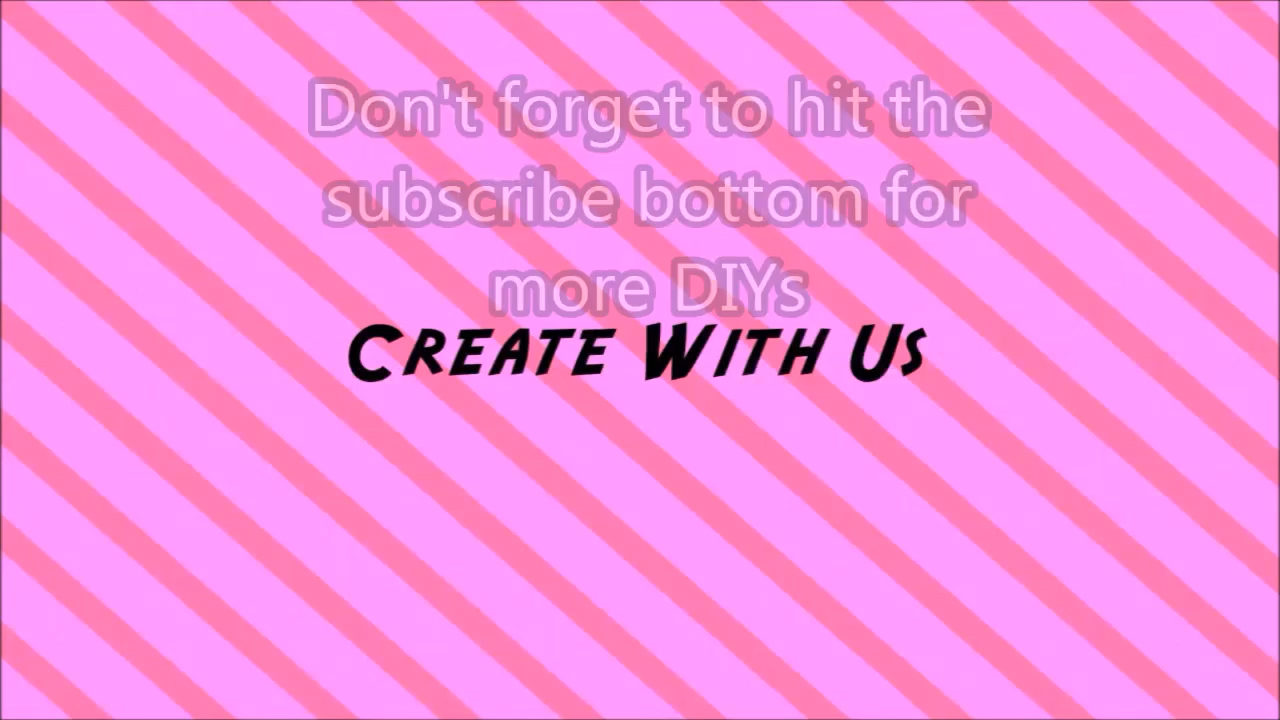 Don't forget to hit the
subscribe bottom for
more DIYs
CREATE WITH US